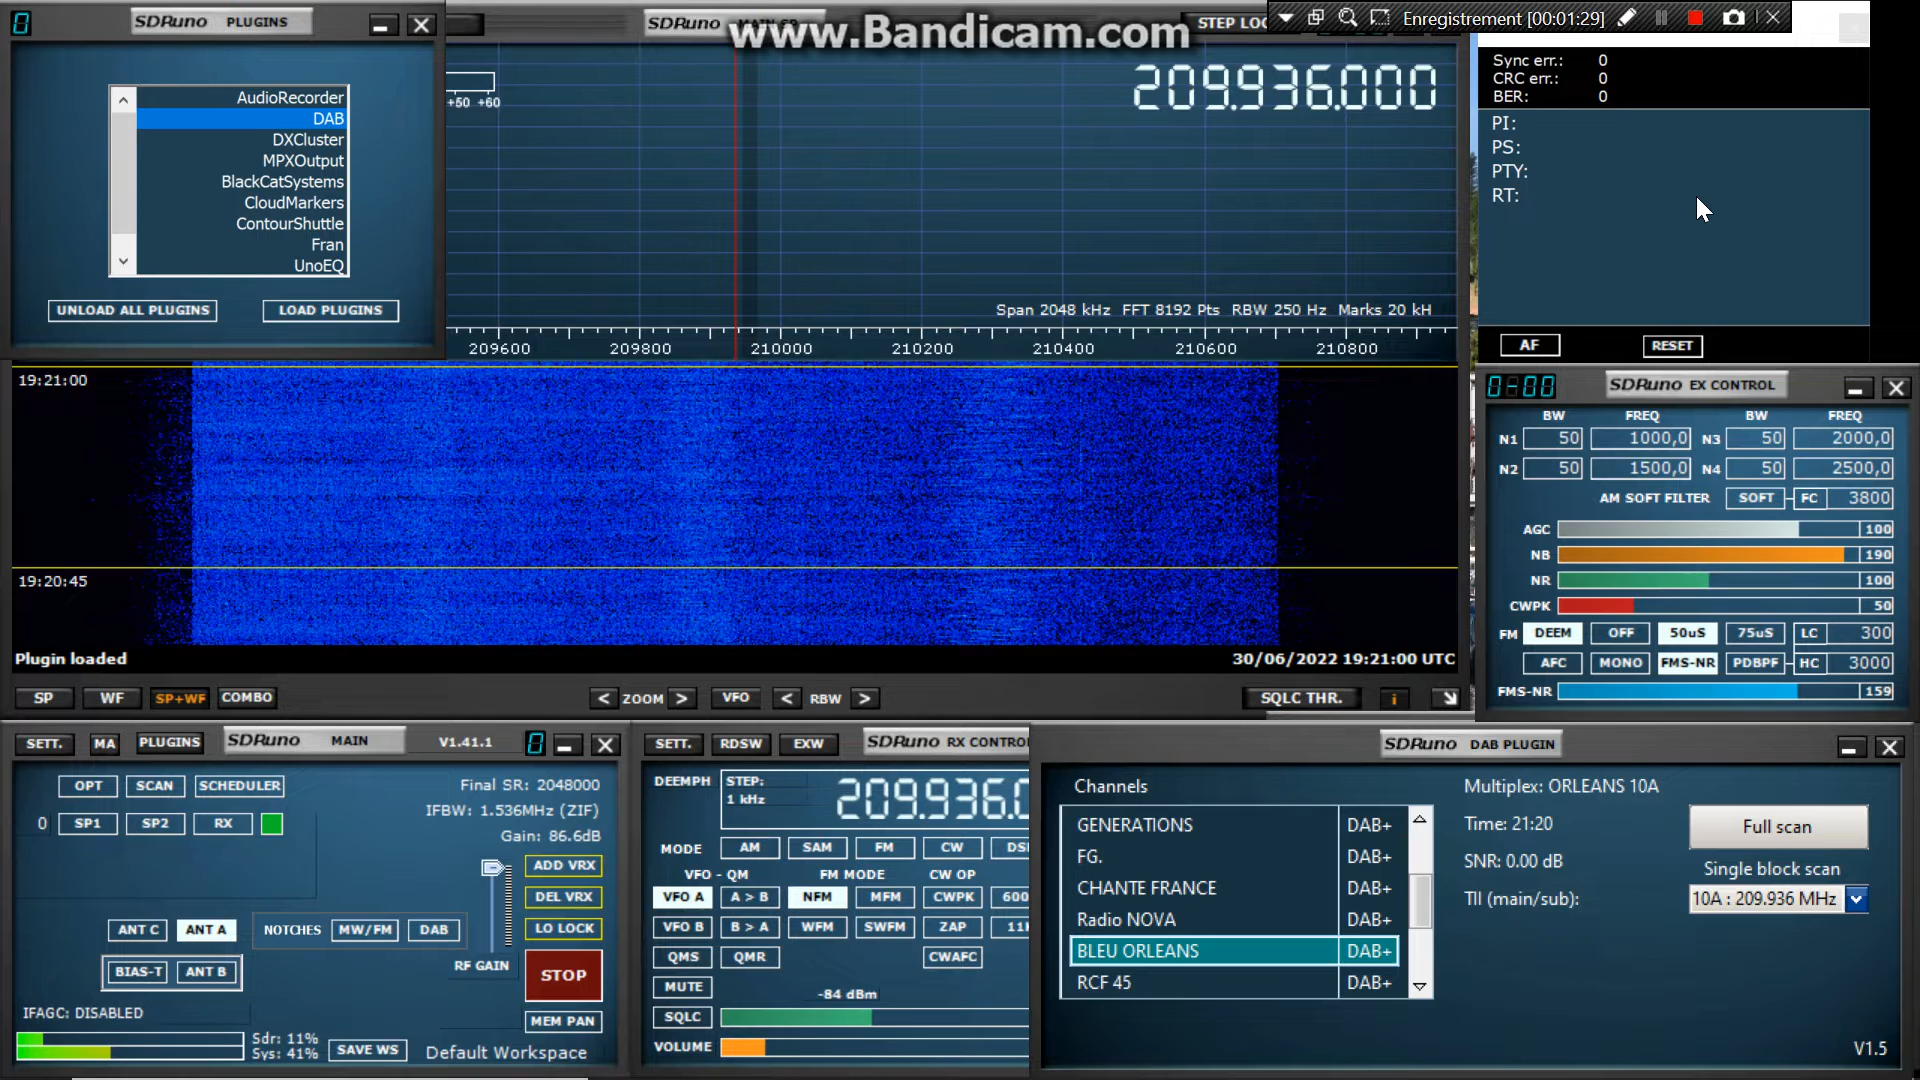 SDRuno PLUGINS
AudioRecorder
DAB
DXCluster
MPXOutput
BlackCatSystems
CloudMarkers
ContourShuttle
Fran
UnoEQ
UNLOAD ALL PLUGINS
LOAD PLUGINS
SDRuno
www.Bandicam.com
STEP LOC
Enregistrement [00:01:29]
+50 +60
209.936.000
Span 2048 kHz FFT 8192 Pts RBW 250 Hz Marks 20 kH
209600 209800 210000 210200 210400 210600 210800
Sync err.: 0
CRC err.: 0
BER: 0
PI:
PS:
PTY:
RT:
AF
RESET
19:21:00
19:20:45
Plugin loaded
30/06/2022 19:21:00 UTC
SP WF SP+WF COMBO
< ZOOM > VFO < RBW >
SQLC THR. i
0-00 SDRuno EX CONTROL
BW FREQ BW FREQ
N1 50 1000,0 N3 50 2000,0
N2 50 1500,0 N4 50 2500,0
AM SOFT FILTER SOFT FC 3800
AGC 100
NB 190
NR 100
CWPK 50
FM DEEM OFF 50uS 75uS LC 300
AFC MONO FMS-NR PDBPF HC 3000
FMS-NR 159
SETT. MA PLUGINS SDRuno MAIN V1.41.1 0
OPT SCAN SCHEDULER
0 SP1 SP2 RX
Final SR: 2048000
IFBW: 1.536MHz (ZIF)
Gain: 86.6dB
ADD VRX
DEL VRX
LO LOCK
ANT C ANT A NOTCHES MW/FM DAB
BIAS-T ANT B
RF GAIN
STOP
IFAGC: DISABLED
MEM PAN
Sdr: 11%
Sys: 41%
SAVE WS
Default Workspace
SETT. RDSW EXW SDRuno RX CONTRO
DEEMPH STEP:
1 kHz
209.936.0
MODE AM SAM FM CW DS
VFO - QM FM MODE CW OP
VFO A A > B NFM MFM CWPK 600
VFO B B > A WFM SWFM ZAP 11
QMS QMR CWAFC
MUTE
-84 dBm
SQLC
VOLUME
SDRuno DAB PLUGIN
Channels
GENERATIONS DAB+
FG. DAB+
CHANTE FRANCE DAB+
Radio NOVA DAB+
BLEU ORLEANS DAB+
RCF 45 DAB+
Multiplex: ORLEANS 10A
Time: 21:20
SNR: 0.00 dB
TII (main/sub):
Full scan
Single block scan
10A : 209.936 MHz
V1.5